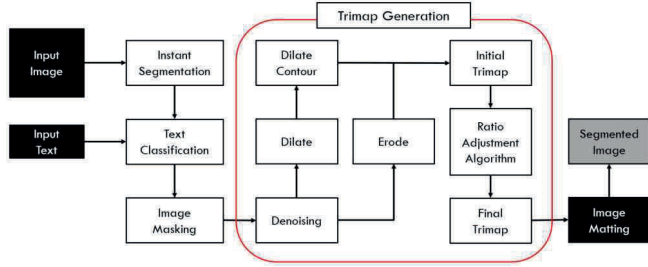 Trimap Generation
Input
Image
Instant
Segmentation
Dilate
Contour
Initial
Trimap
Input
Text
Text
Classification
Dilate
Erode
Ratio
Adjustment
Algorithm
Segmented
Image
Image
Masking
Denoising
Final
Trimap
Image
Matting